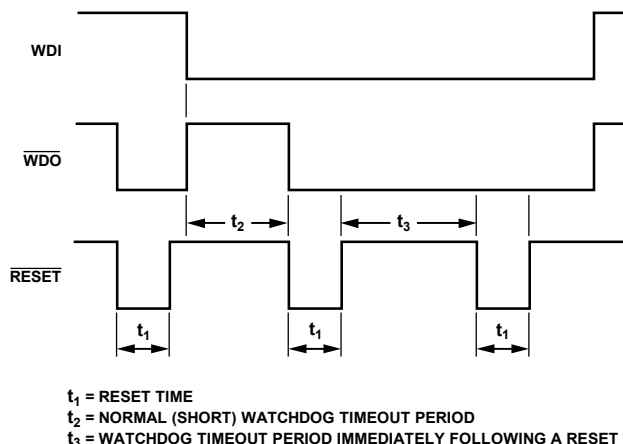 WDI
WDO
t2
t3
RESET
t1
t1
t1
t1 = RESET TIME
t2 = NORMAL (SHORT) WATCHDOG TIMEOUT PERIOD
t3 = WATCHDOG TIMEOUT PERIOD IMMEDIATELY FOLLOWING A RESET